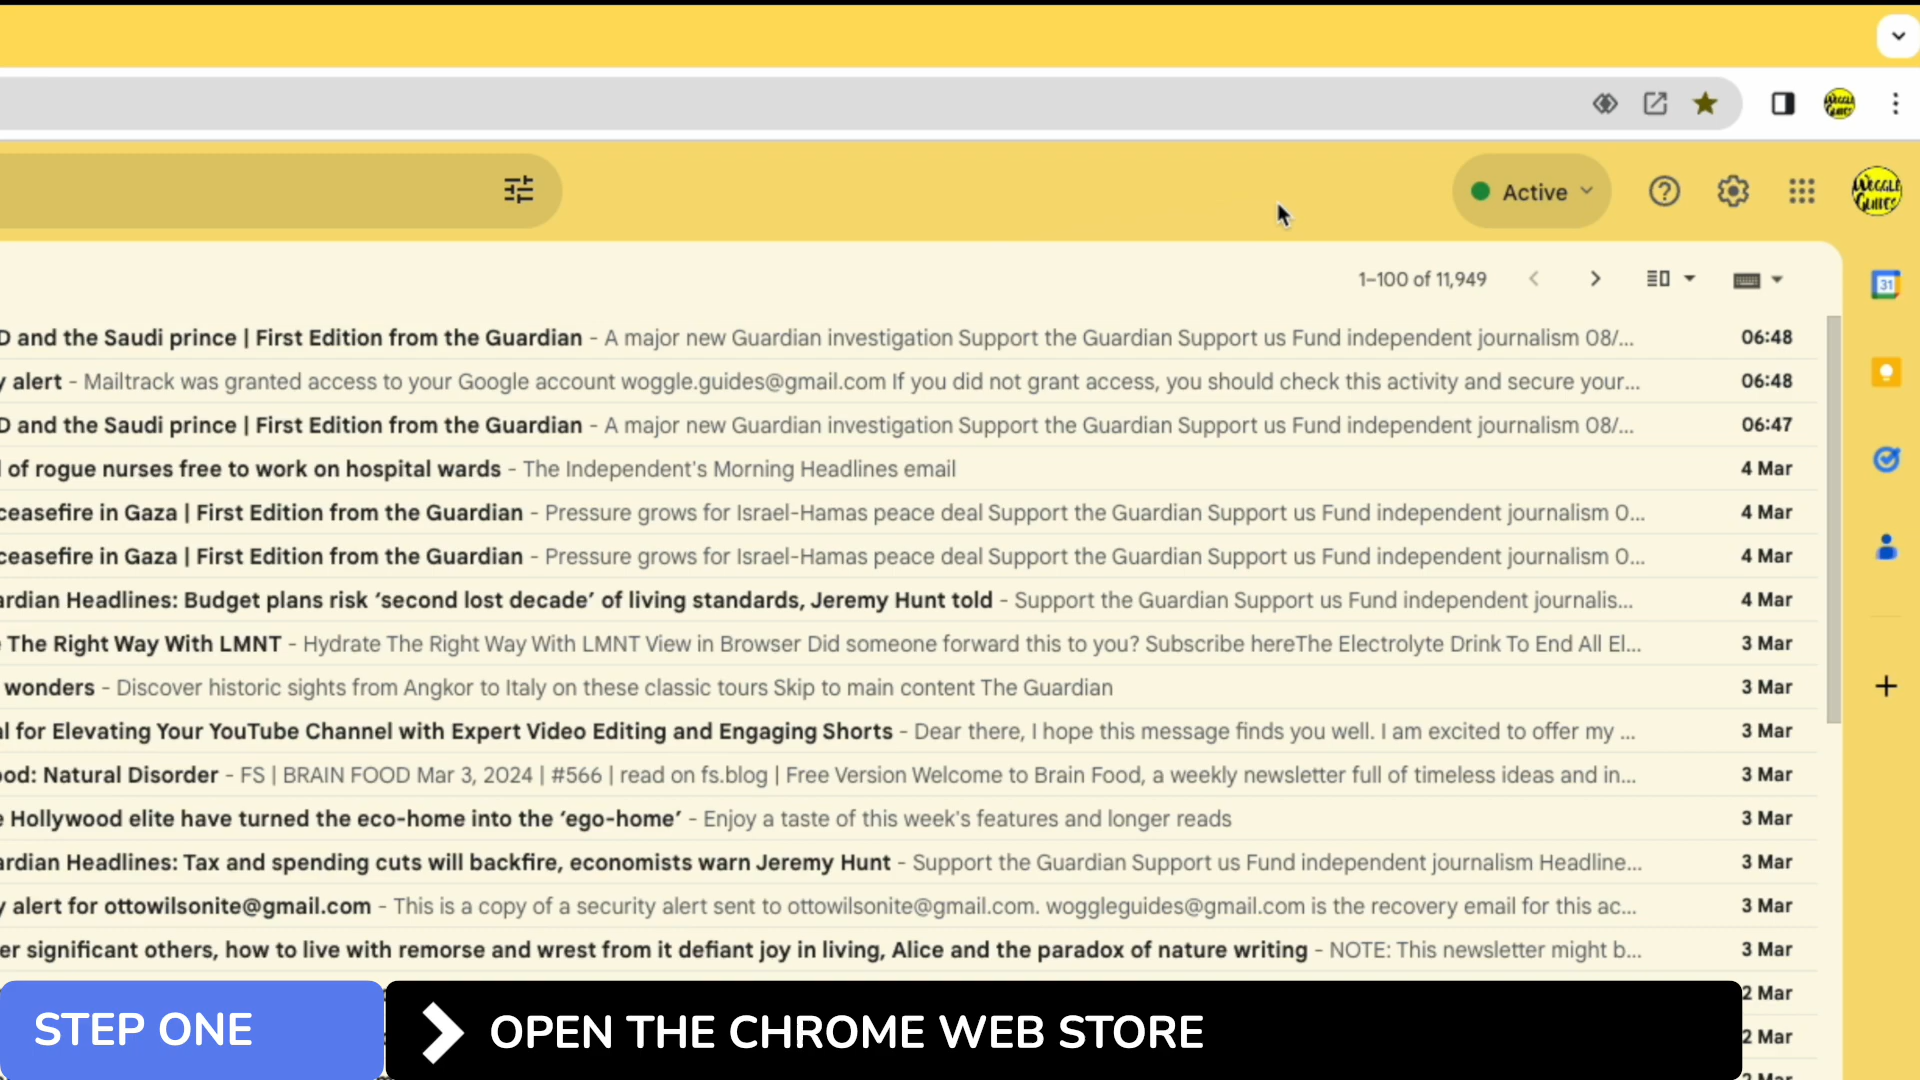 WOGGLE
GUIDES
Active
WOGGLE
GUIDES
1–100 of 11,949
31
D and the Saudi prince | First Edition from the Guardian - A major new Guardian investigation Support the Guardian Support us Fund independent journalism 08/... 06:48
y alert - Mailtrack was granted access to your Google account woggle.guides@gmail.com If you did not grant access, you should check this activity and secure your... 06:48
D and the Saudi prince | First Edition from the Guardian - A major new Guardian investigation Support the Guardian Support us Fund independent journalism 08/... 06:47
l of rogue nurses free to work on hospital wards - The Independent's Morning Headlines email 4 Mar
ceasefire in Gaza | First Edition from the Guardian - Pressure grows for Israel-Hamas peace deal Support the Guardian Support us Fund independent journalism 0... 4 Mar
ceasefire in Gaza | First Edition from the Guardian - Pressure grows for Israel-Hamas peace deal Support the Guardian Support us Fund independent journalism 0... 4 Mar
ardian Headlines: Budget plans risk ‘second lost decade’ of living standards, Jeremy Hunt told - Support the Guardian Support us Fund independent journalis... 4 Mar
e The Right Way With LMNT - Hydrate The Right Way With LMNT View in Browser Did someone forward this to you? Subscribe hereThe Electrolyte Drink To End All El... 3 Mar
wonders - Discover historic sights from Angkor to Italy on these classic tours Skip to main content The Guardian 3 Mar
al for Elevating Your YouTube Channel with Expert Video Editing and Engaging Shorts - Dear there, I hope this message finds you well. I am excited to offer my ... 3 Mar
ood: Natural Disorder - FS | BRAIN FOOD Mar 3, 2024 | #566 | read on fs.blog | Free Version Welcome to Brain Food, a weekly newsletter full of timeless ideas and in... 3 Mar
e Hollywood elite have turned the eco-home into the ‘ego-home’ - Enjoy a taste of this week's features and longer reads 3 Mar
ardian Headlines: Tax and spending cuts will backfire, economists warn Jeremy Hunt - Support the Guardian Support us Fund independent journalism Headline... 3 Mar
y alert for ottowilsonite@gmail.com - This is a copy of a security alert sent to ottowilsonite@gmail.com. woggleguides@gmail.com is the recovery email for this ac... 3 Mar
er significant others, how to live with remorse and wrest from it defiant joy in living, Alice and the paradox of nature writing - NOTE: This newsletter might b... 3 Mar
2 Mar
STEP ONE
OPEN THE CHROME WEB STORE
2 Mar